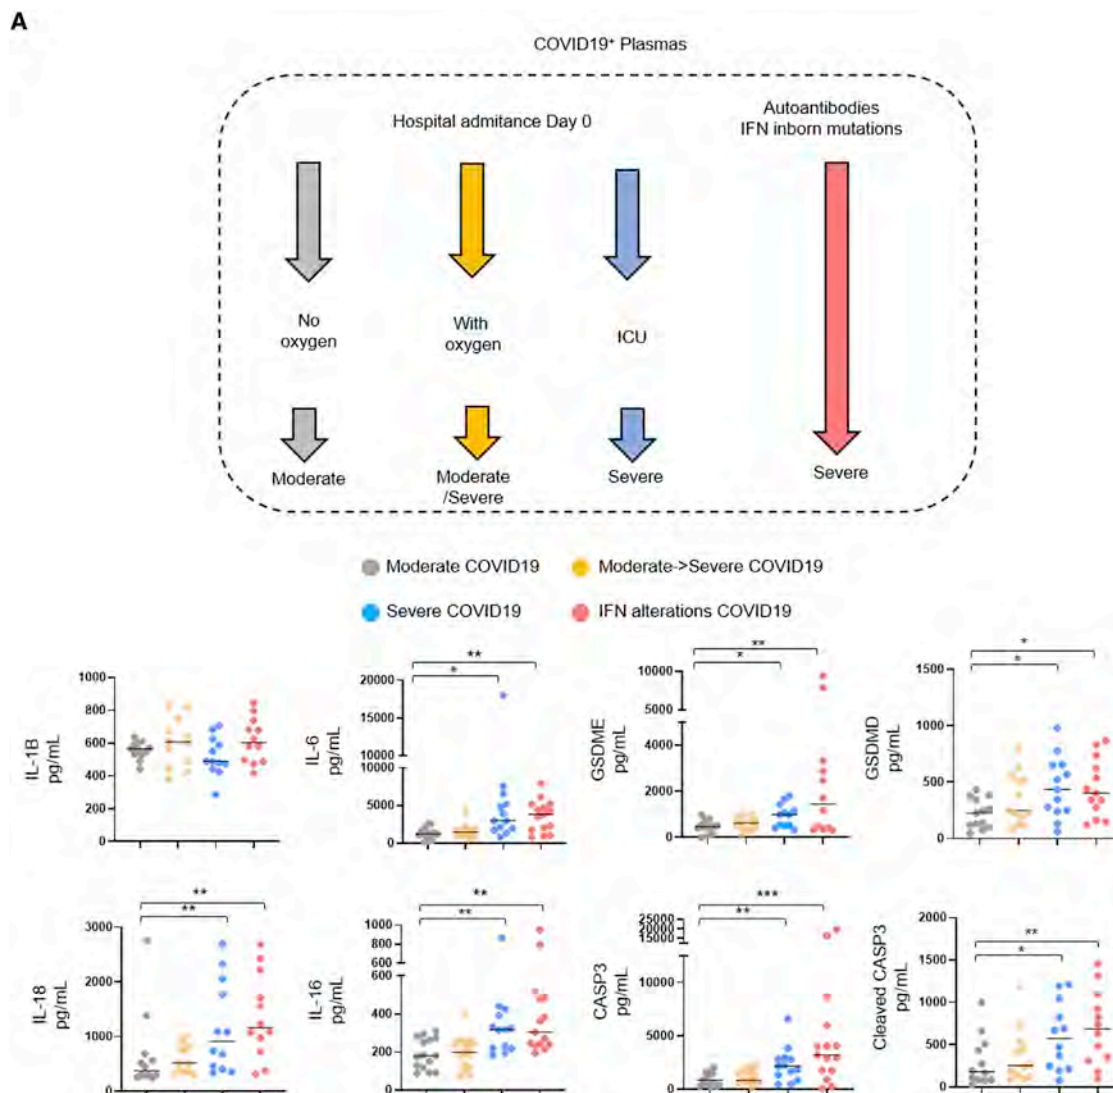 A
COVID19⁺ Plasmas
Hospital admitance Day 0
Autoantibodies
IFN inborn mutations
No
oxygen
With
oxygen
ICU
Moderate
Moderate
/Severe
Severe
Severe
Moderate COVID19
Moderate->Severe COVID19
Severe COVID19
IFN alterations COVID19
IL-1B
pg/mL
1000
800
600
400
200
0
IL-6
pg/mL
20000
15000
10000
10000
5000
0
**
*
GSDME
pg/mL
10000
5000
4000
2000
0
**
*
GSDMD
pg/mL
1500
1000
500
0
*
*
IL-18
pg/mL
3000
2000
1000
0
**
**
IL-16
pg/mL
1000
800
600
600
400
200
0
**
**
CASP3
pg/mL
25000
20000
15000
10000
5000
0
***
**
Cleaved CASP3
pg/mL
2000
1500
1000
500
0
**
*